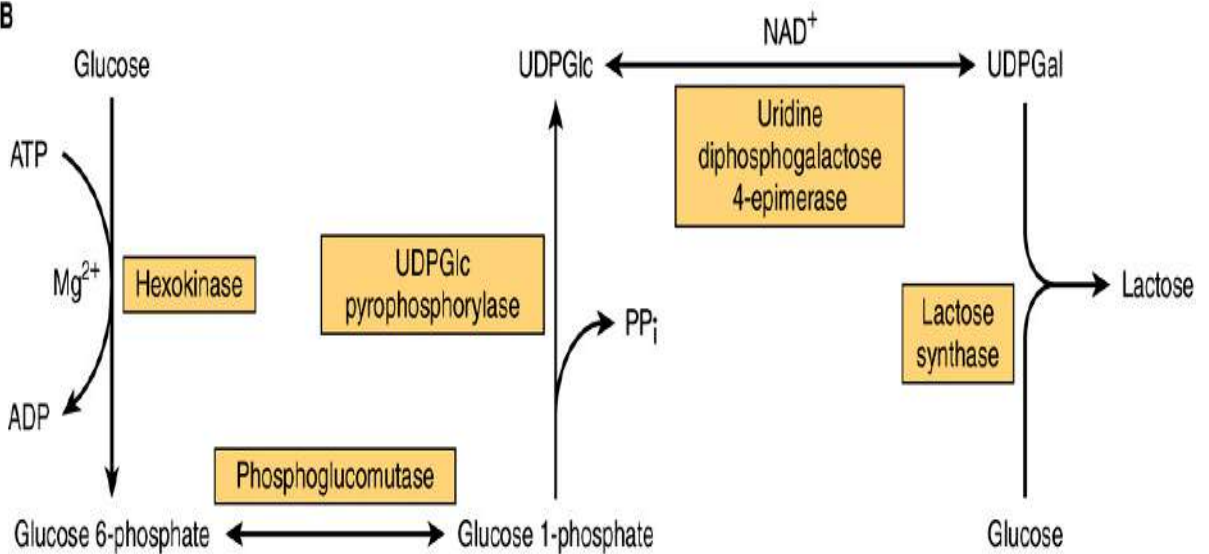 B
Glucose
UDPGlc
NAD+
UDPGal
ATP
Uridine
diphosphogalactose
4-epimerase
Mg2+
Hexokinase
UDPGlc
pyrophosphorylase
Lactose
Lactose
synthase
PPi
ADP
Phosphoglucomutase
Glucose 6-phosphate
Glucose 1-phosphate
Glucose